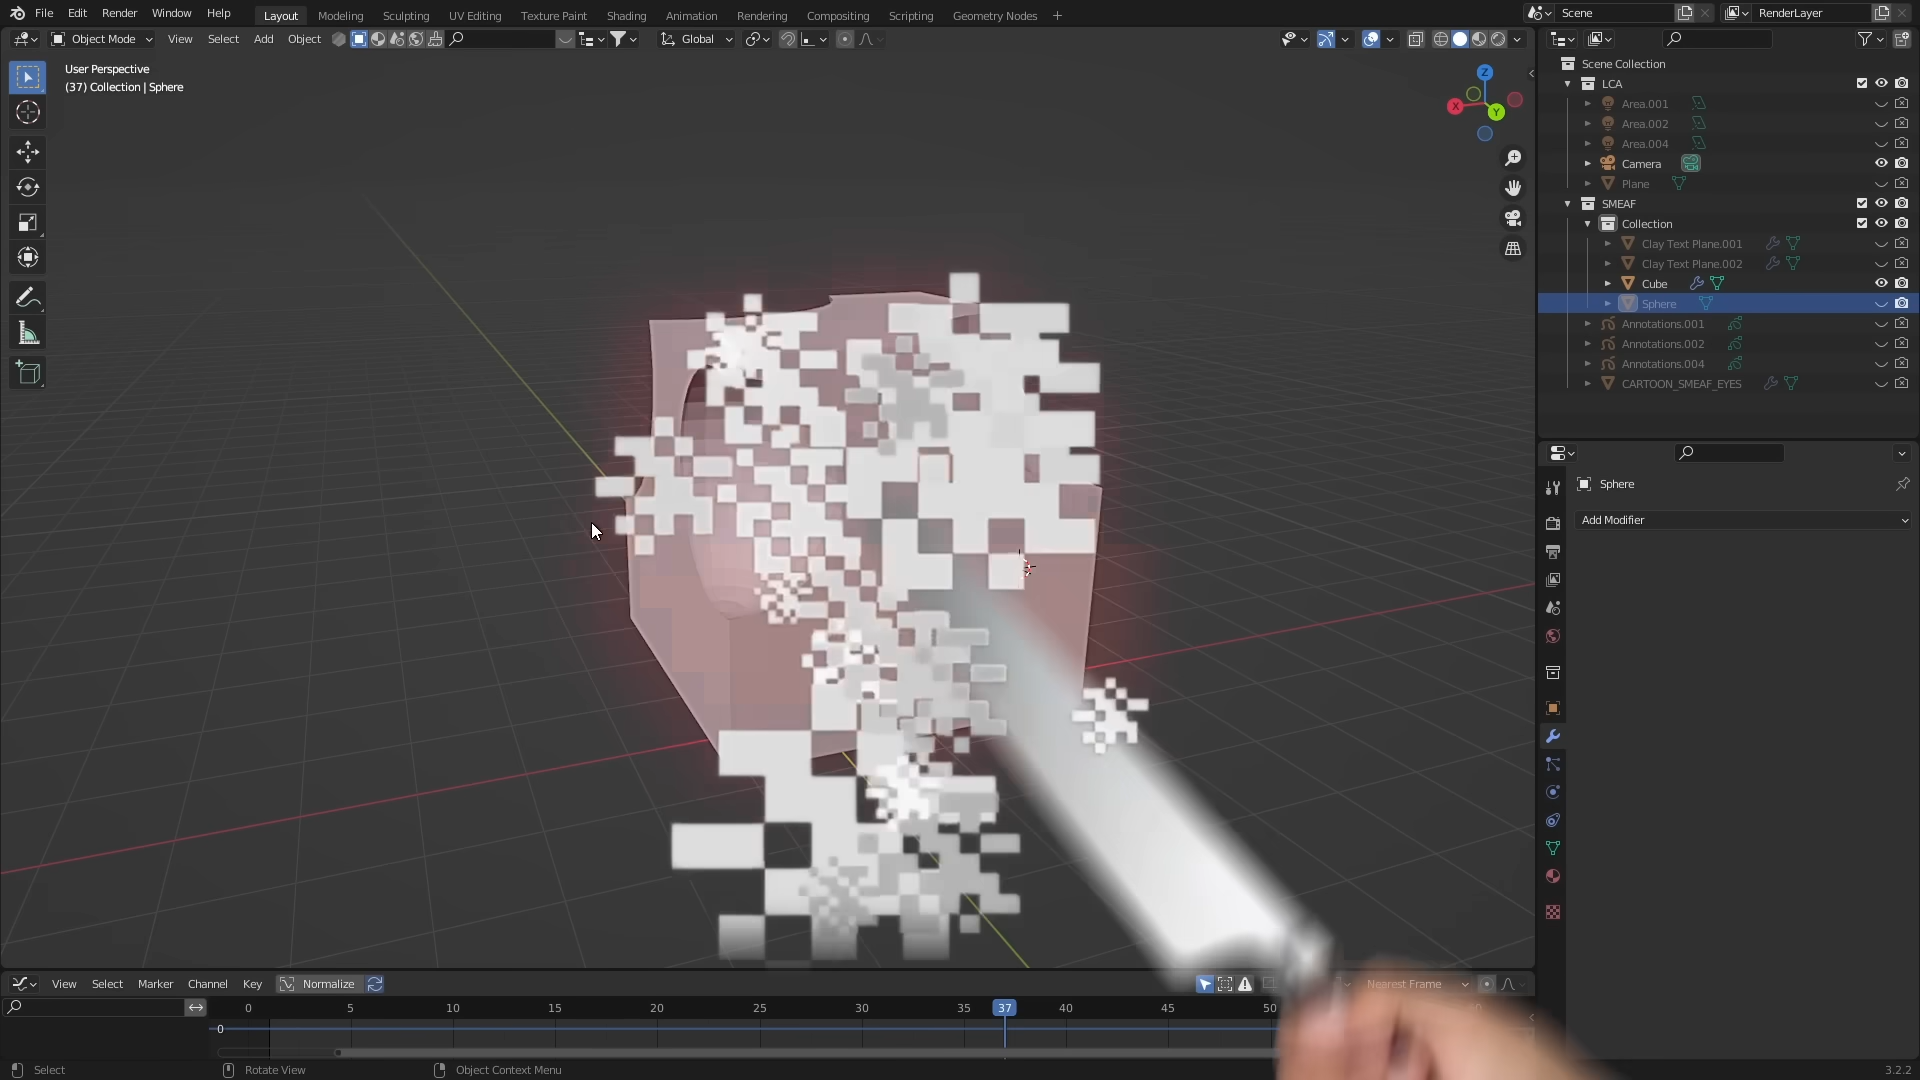 File Edit Render Window Help Layout Modeling Sculpting UV Editing Texture Paint Shading Animation Rendering Compositing Scripting Geometry Nodes + Scene RenderLayer
Object Mode View Select Add Object Global
User Perspective
(37) Collection | Sphere
Z
X
Y
Scene Collection
LCA
Area.001
Area.002
Area.004
Camera
Plane
SMEAF
Collection
Clay Text Plane.001
Clay Text Plane.002
Cube
Sphere
Annotations.001
Annotations.002
Annotations.004
CARTOON_SMEAF_EYES
Sphere
Add Modifier
View Select Marker Channel Key Normalize Nearest Frame
0 5 10 15 20 25 30 35 37 40 45 50
0
Select Rotate View Object Context Menu 3.2.2